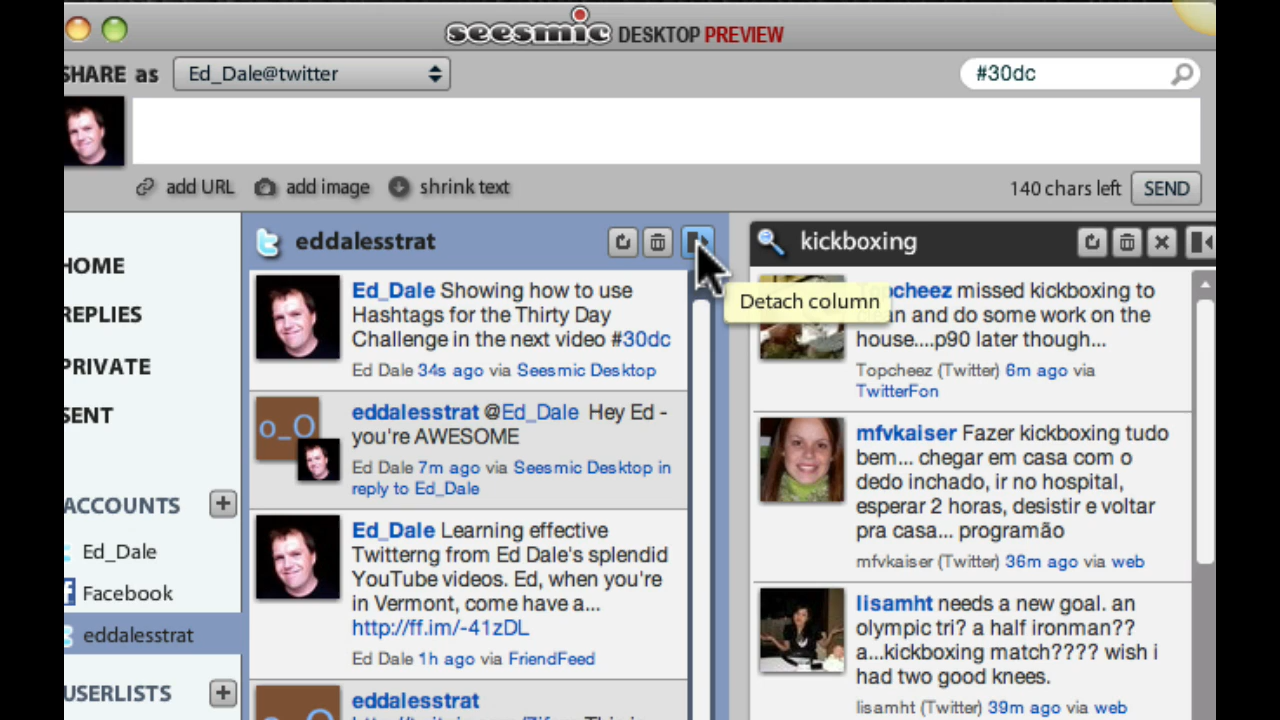 seesmic DESKTOP PREVIEW
SHARE as
Ed_Dale@twitter
#30dc
add URL
add image
shrink text
140 chars left
SEND
HOME
REPLIES
PRIVATE
SENT
ACCOUNTS
Ed_Dale
Facebook
eddalesstrat
USERLISTS
eddalesstrat
Ed_Dale Showing how to use
Hashtags for the Thirty Day
Challenge in the next video #30dc
Ed Dale 34s ago via Seesmic Desktop
o_O
eddalesstrat @Ed_Dale Hey Ed -
you're AWESOME
Ed Dale 7m ago via Seesmic Desktop in
reply to Ed_Dale
Ed_Dale Learning effective
Twitterng from Ed Dale's splendid
YouTube videos. Ed, when you're
in Vermont, come have a...
http://ff.im/-41zDL
Ed Dale 1h ago via FriendFeed
eddalesstrat
Detach column
kickboxing
Topcheez missed kickboxing to
clean and do some work on the
house....p90 later though...
Topcheez (Twitter) 6m ago via
TwitterFon
mfvkaiser Fazer kickboxing tudo
bem... chegar em casa com o
dedo inchado, ir no hospital,
esperar 2 horas, desistir e voltar
pra casa... programão
mfvkaiser (Twitter) 36m ago via web
lisamht needs a new goal. an
olympic tri? a half ironman??
a...kickboxing match???? wish i
had two good knees.
lisamht (Twitter) 39m ago via web